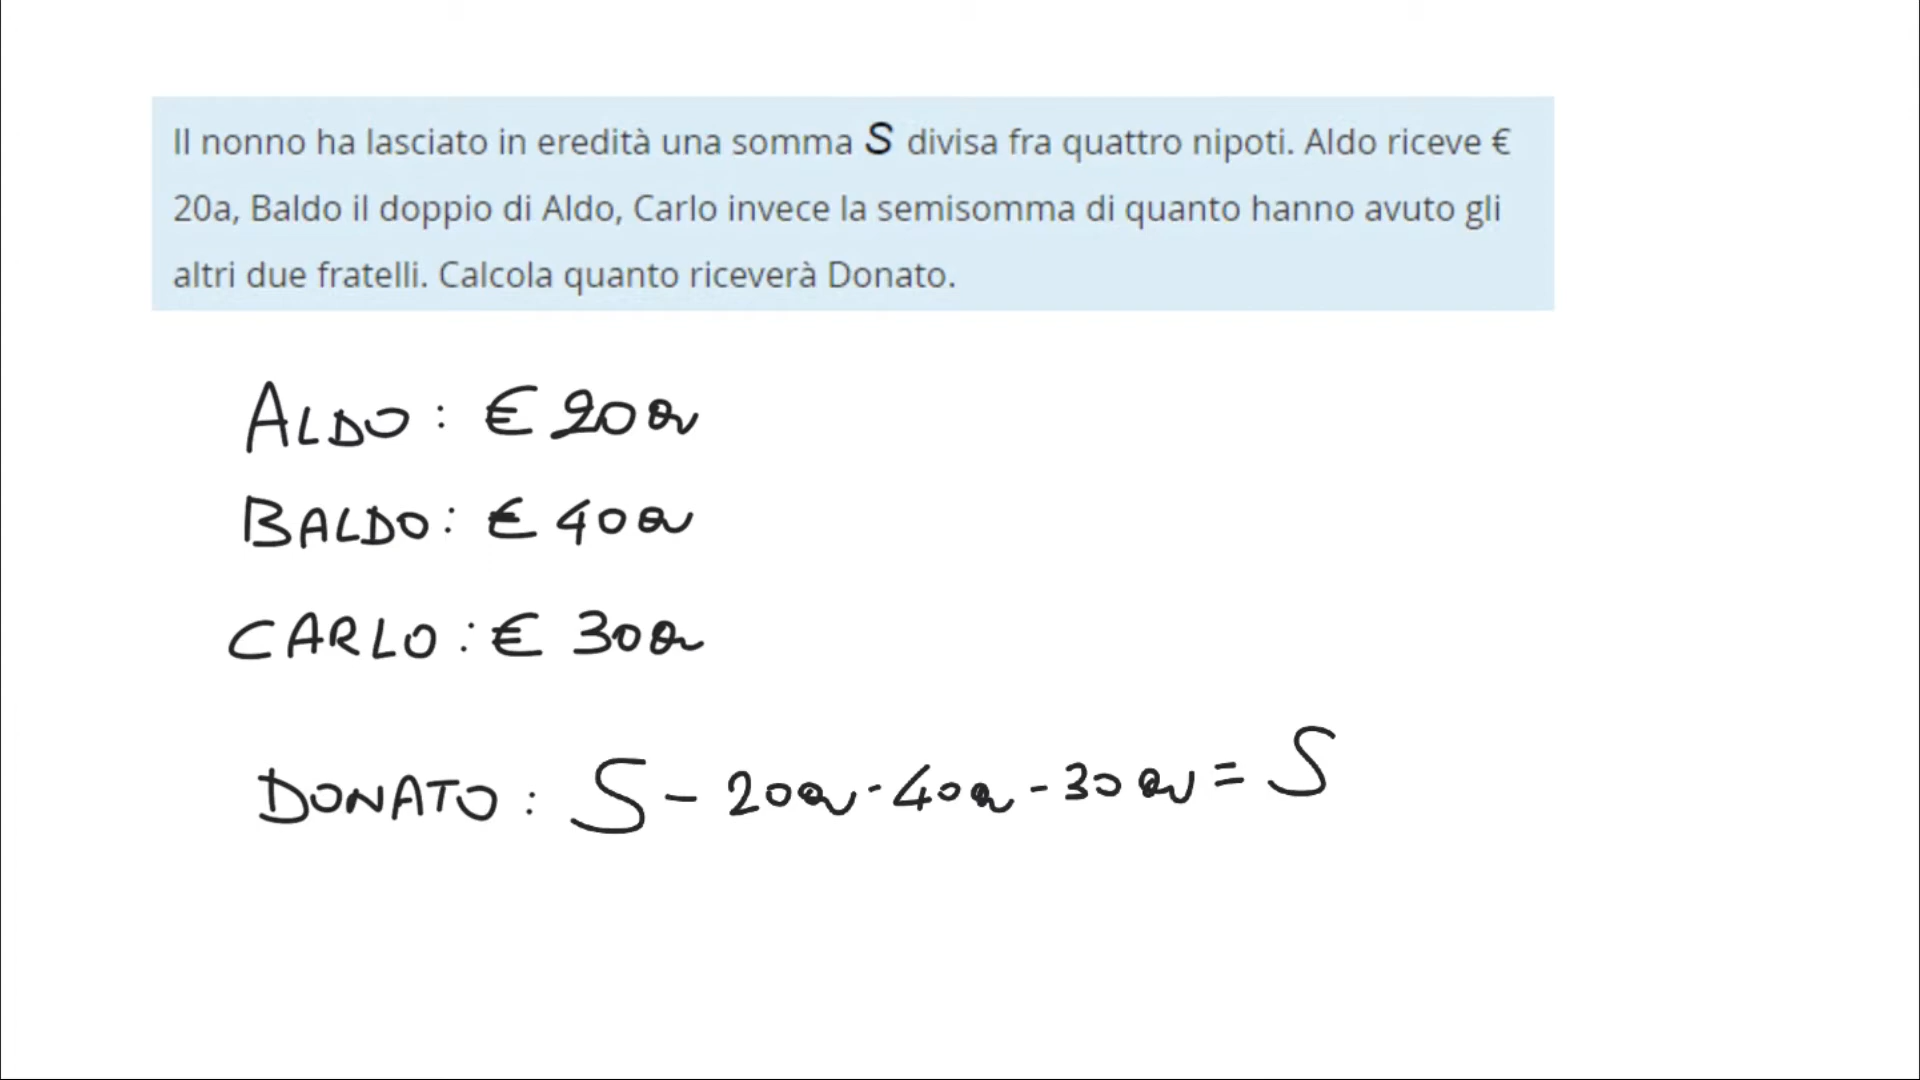 Il nonno ha lasciato in eredità una somma S divisa fra quattro nipoti. Aldo riceve €
20a, Baldo il doppio di Aldo, Carlo invece la semisomma di quanto hanno avuto gli
altri due fratelli. Calcola quanto riceverà Donato.
ALDO: € 20a
BALDO: € 40a
CARLO: € 30a
DONATO: S - 20a - 40a - 30a = S